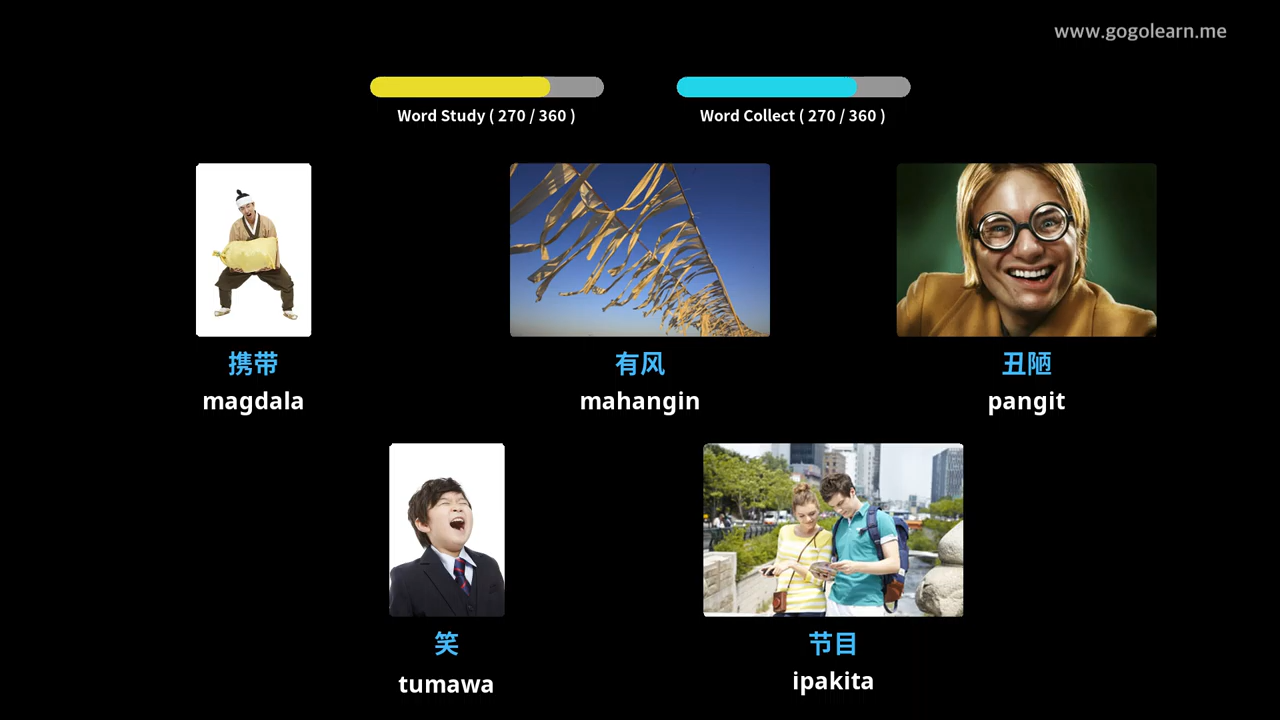 www.gogolearn.me
Word Study ( 270 / 360 )
Word Collect ( 270 / 360 )
携带
magdala
有风
mahangin
丑陋
pangit
笑
tumawa
节目
ipakita